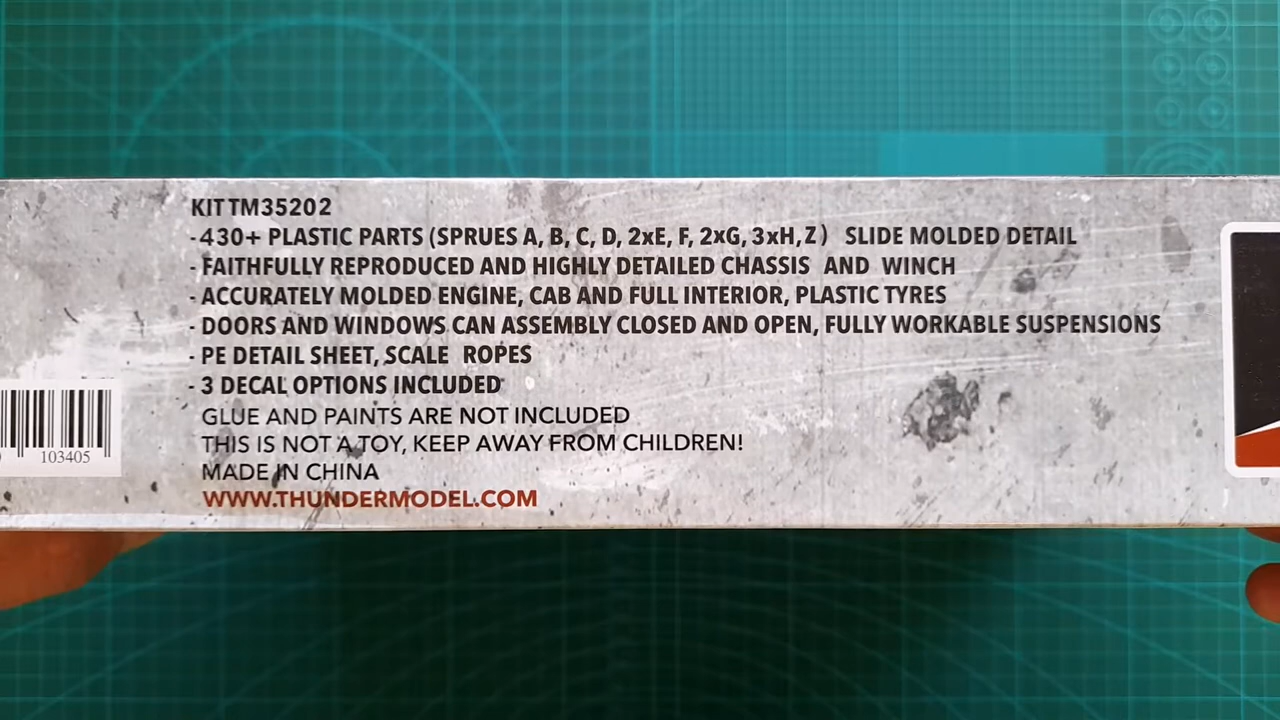 KIT TM35202
- 430+ PLASTIC PARTS (SPRUES A, B, C, D, 2xE, F, 2xG, 3xH, Z) SLIDE MOLDED DETAIL
- FAITHFULLY REPRODUCED AND HIGHLY DETAILED CHASSIS AND WINCH
- ACCURATELY MOLDED ENGINE, CAB AND FULL INTERIOR, PLASTIC TYRES
- DOORS AND WINDOWS CAN ASSEMBLY CLOSED AND OPEN, FULLY WORKABLE SUSPENSIONS
- PE DETAIL SHEET, SCALE ROPES
- 3 DECAL OPTIONS INCLUDED
GLUE AND PAINTS ARE NOT INCLUDED
THIS IS NOT A TOY, KEEP AWAY FROM CHILDREN!
MADE IN CHINA
WWW.THUNDERMODEL.COM
103405